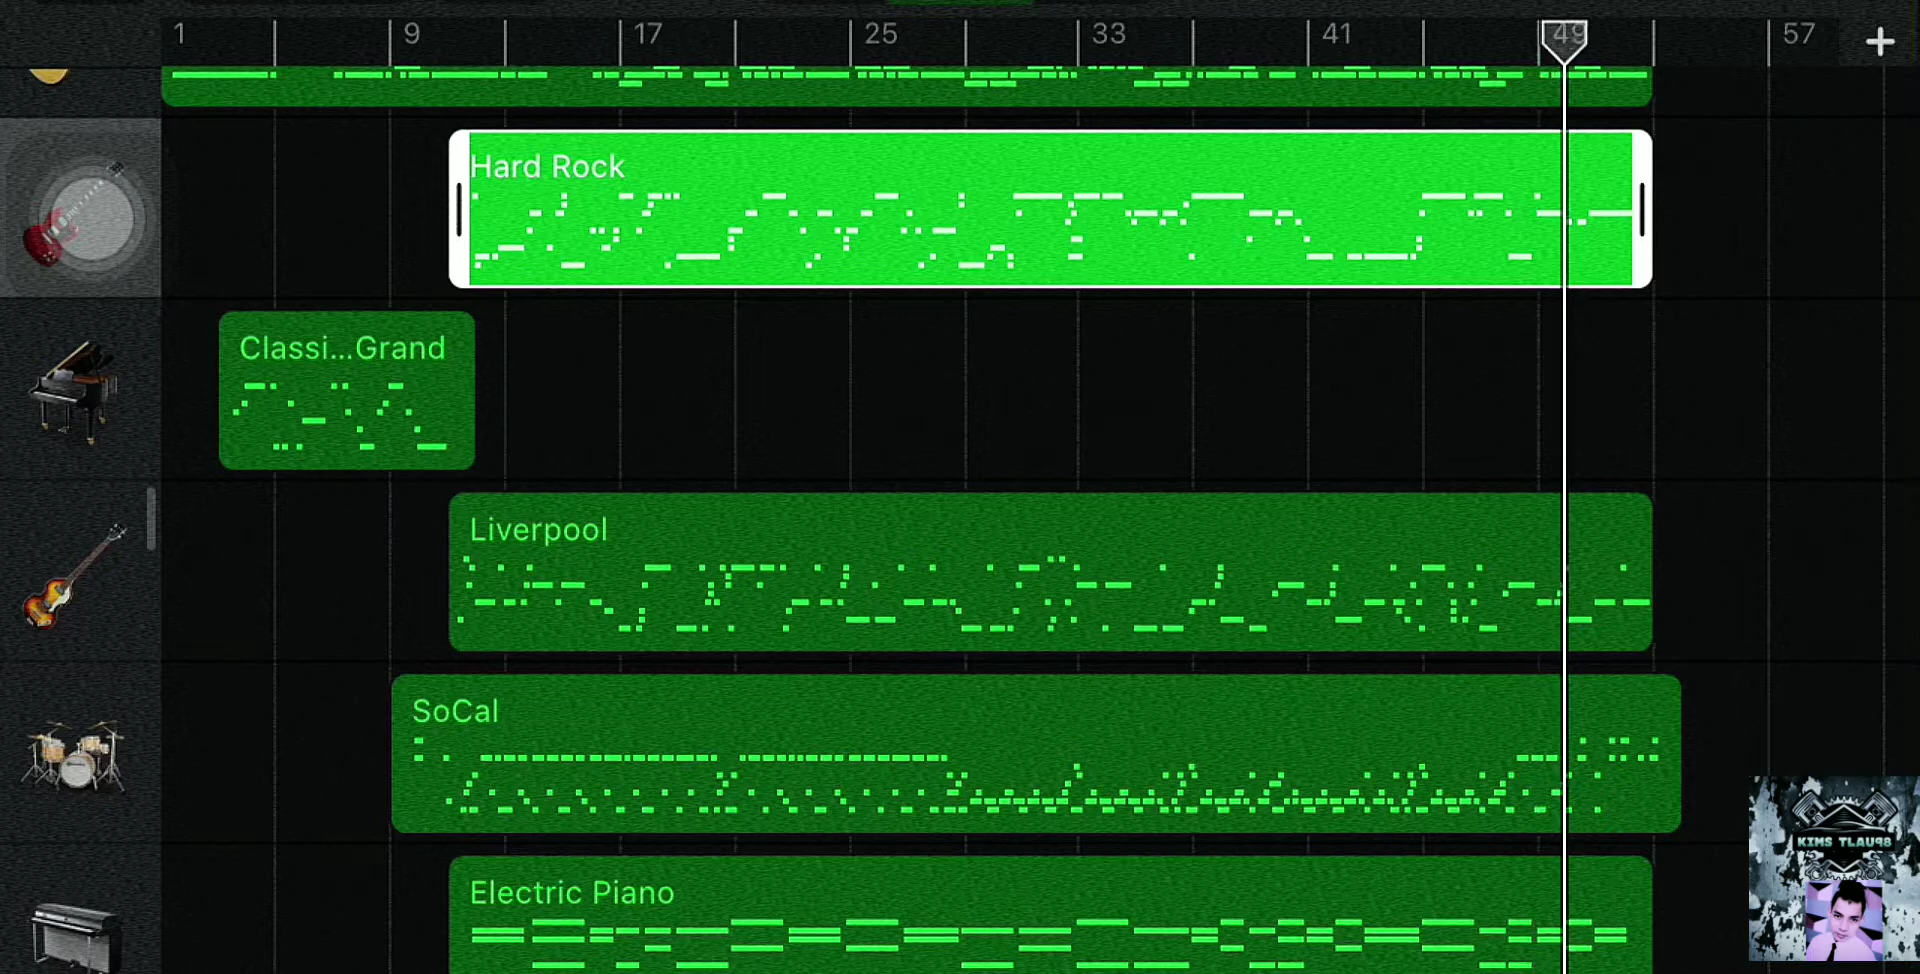 1 9 17 25 33 41 49 57
Hard Rock
Classi...Grand
Liverpool
SoCal
KIMS TLAU98
Electric Piano